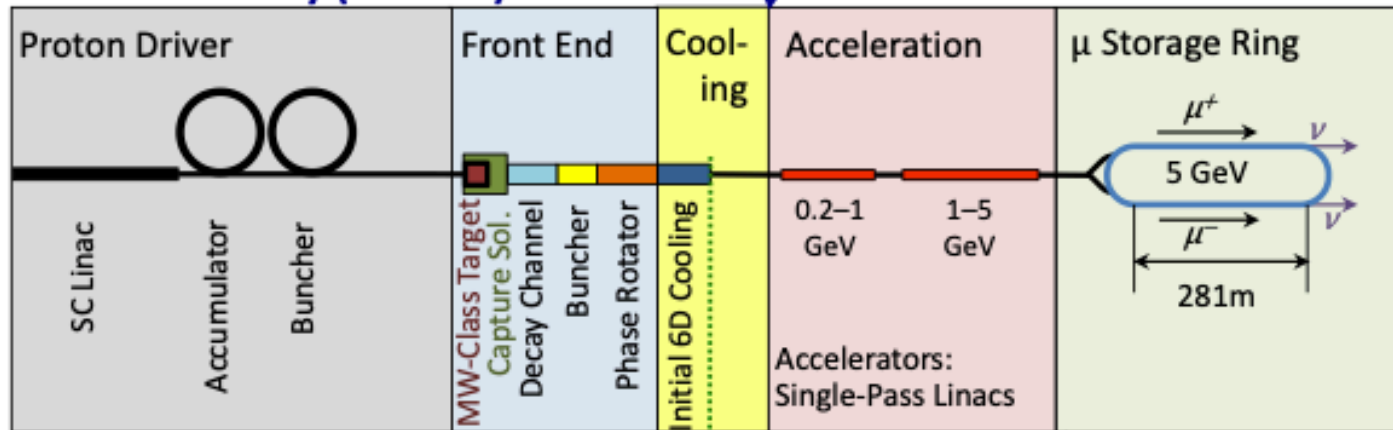 Proton Driver
Front End
Cool-
ing
Acceleration
μ Storage Ring
SC Linac
Accumulator
Buncher
MW-Class Target
Capture Sol.
Decay Channel
Buncher
Phase Rotator
Initial 6D Cooling
0.2–1
GeV
1–5
GeV
Accelerators:
Single-Pass Linacs
μ+
ν
5 GeV
μ−
ν
281m